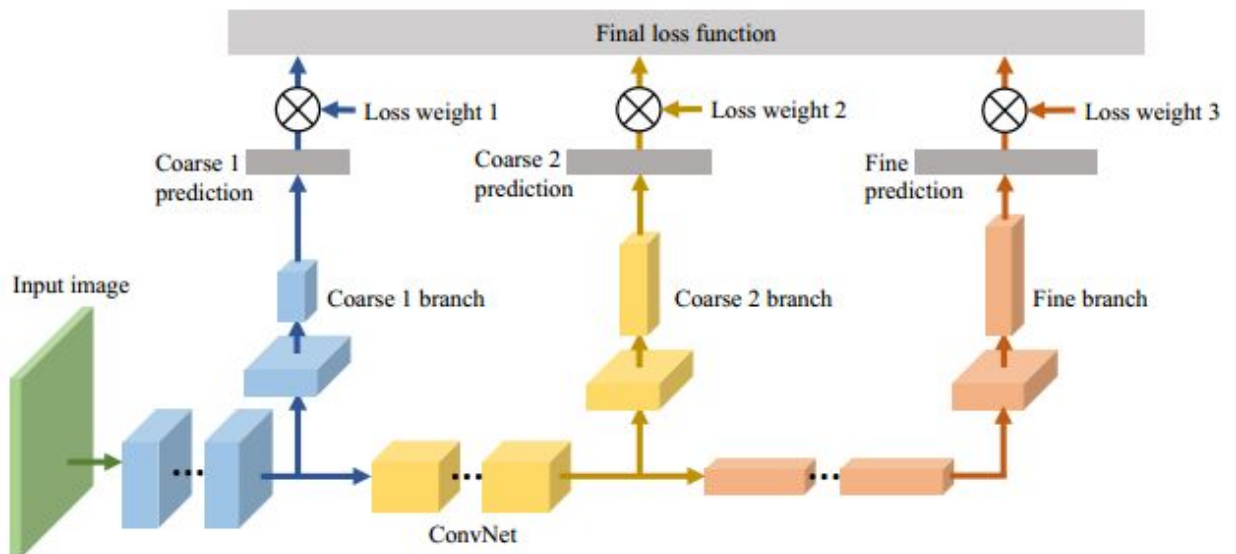 Final loss function
Loss weight 1
Loss weight 2
Loss weight 3
Coarse 1
prediction
Coarse 2
prediction
Fine
prediction
Input image
Coarse 1 branch
Coarse 2 branch
Fine branch
ConvNet